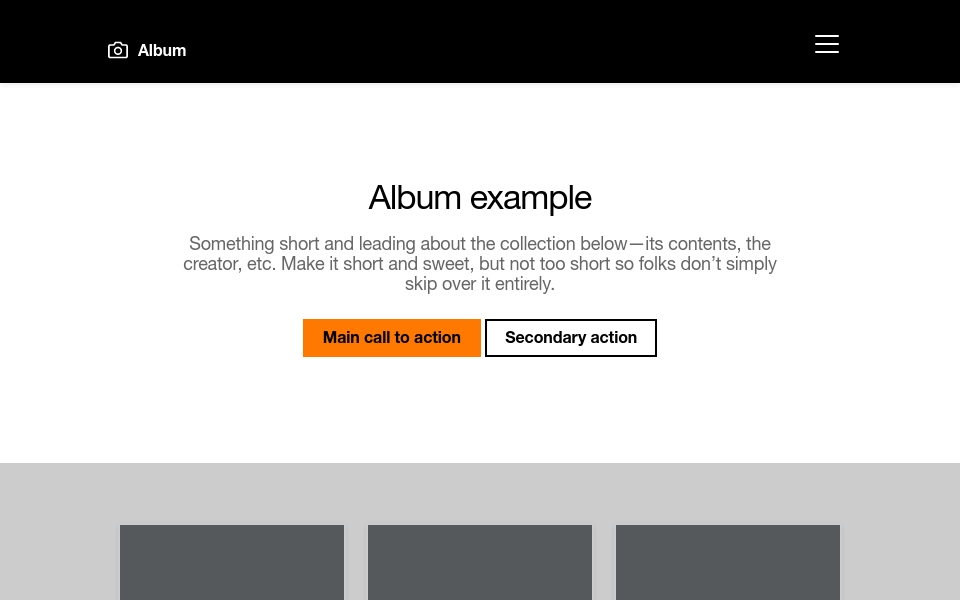 Album
Album example
Something short and leading about the collection below—its contents, the
creator, etc. Make it short and sweet, but not too short so folks don’t simply
skip over it entirely.
Main call to action
Secondary action